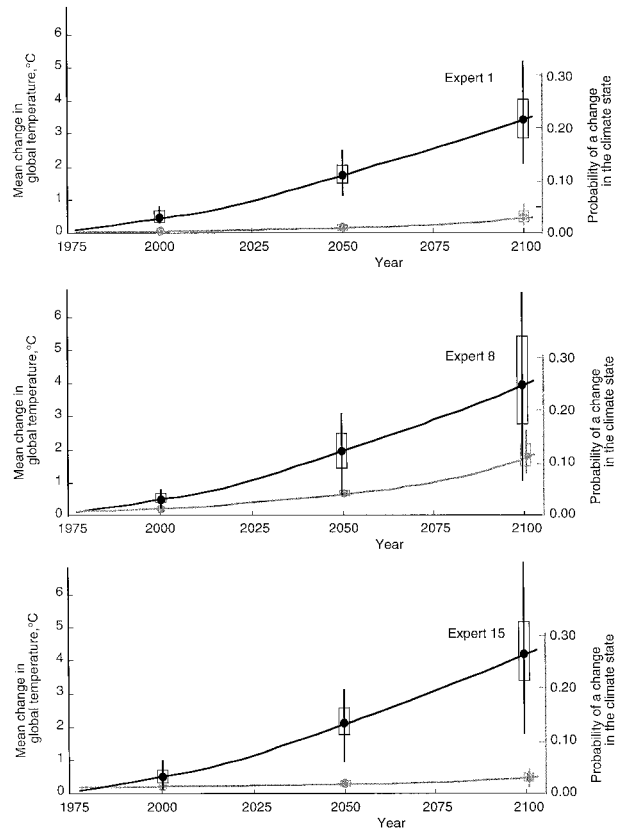 Mean change in
global temperature,°C
6
5
4
3
2
1
0
Expert 1
0.30
0.20
0.10
0.00
Probability of a change
in the climate state
1975 2000 2025 2050 2075 2100
Year
Mean change in
global temperature,°C
6
5
4
3
2
1
0
Expert 8
0.30
0.20
0.10
0.00
Probability of a change
in the climate state
1975 2000 2025 2050 2075 2100
Year
Mean change in
global temperature,°C
6
5
4
3
2
1
0
Expert 15
0.30
0.20
0.10
0.00
Probability of a change
in the climate state
1975 2000 2025 2050 2075 2100
Year